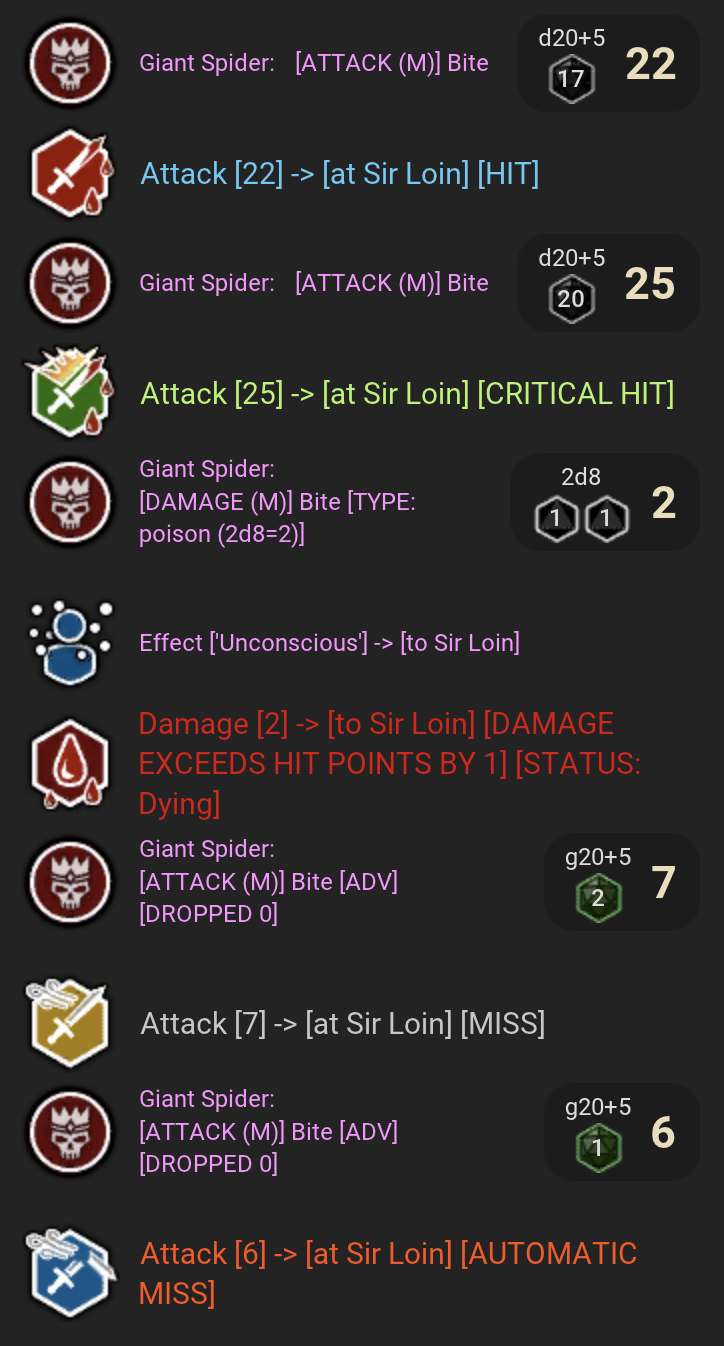 Giant Spider: [ATTACK (M)] Bite
d20+5
17
22
Attack [22] -> [at Sir Loin] [HIT]
Giant Spider: [ATTACK (M)] Bite
d20+5
20
25
Attack [25] -> [at Sir Loin] [CRITICAL HIT]
Giant Spider:
[DAMAGE (M)] Bite [TYPE:
poison (2d8=2)]
2d8
1 1
2
Effect ['Unconscious'] -> [to Sir Loin]
Damage [2] -> [to Sir Loin] [DAMAGE
EXCEEDS HIT POINTS BY 1] [STATUS:
Dying]
Giant Spider:
[ATTACK (M)] Bite [ADV]
[DROPPED 0]
g20+5
2
7
Attack [7] -> [at Sir Loin] [MISS]
Giant Spider:
[ATTACK (M)] Bite [ADV]
[DROPPED 0]
g20+5
1
6
Attack [6] -> [at Sir Loin] [AUTOMATIC
MISS]